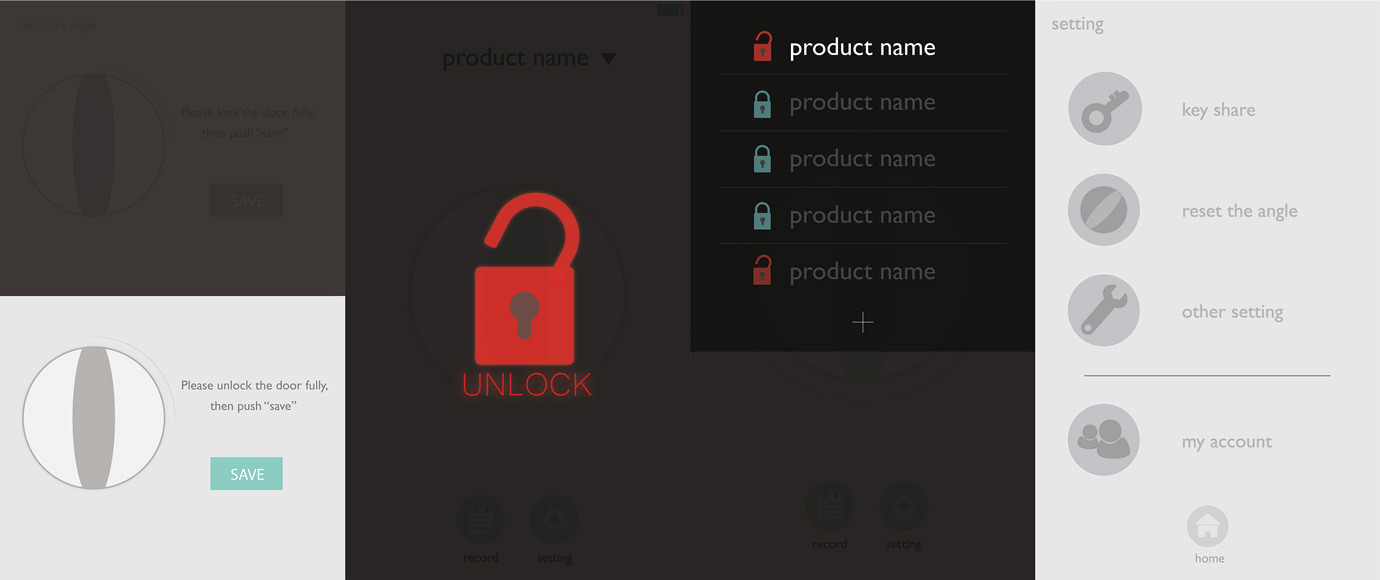 Set lock's angle
Please lock the door fully,
then push "save"
SAVE
Please unlock the door fully,
then push “save”
SAVE
product name
UNLOCK
record
setting
product name
product name
product name
product name
product name
record
setting
setting
key share
reset the angle
other setting
my account
home